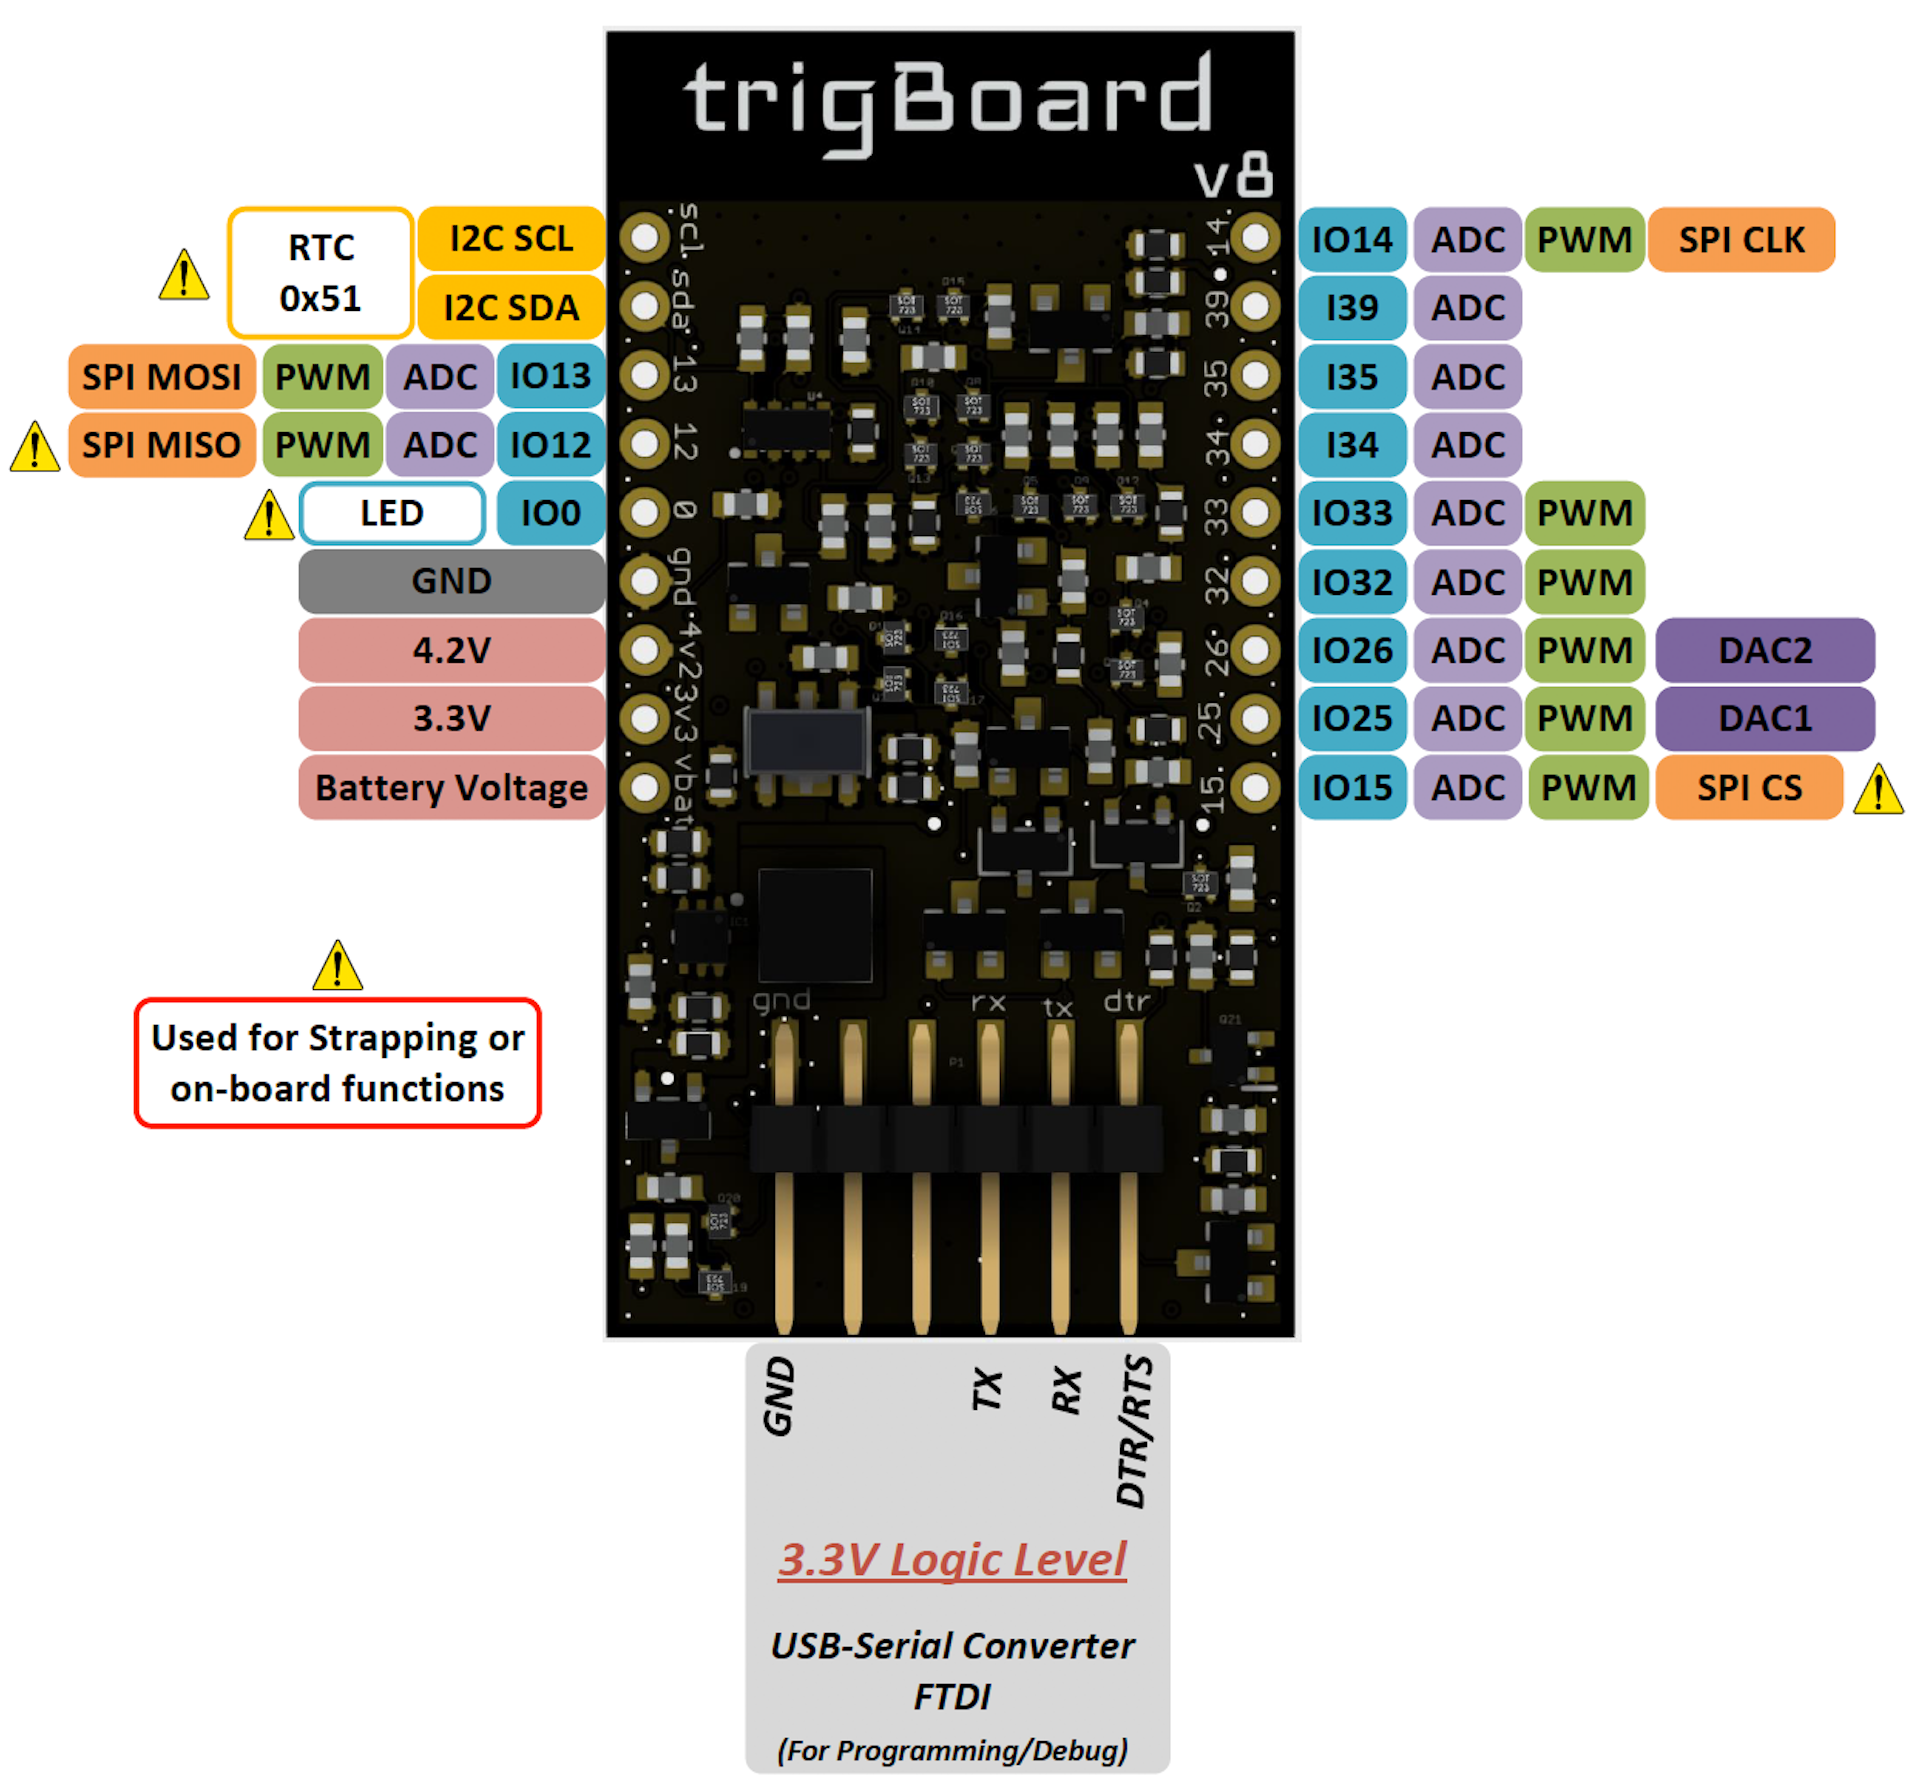 trigBoard
v8
RTC
0x51
I2C SCL
I2C SDA
SPI MOSI PWM ADC IO13
SPI MISO PWM ADC IO12
LED IO0
GND
4.2V
3.3V
Battery Voltage
scl
sda
13
12
0
gnd
4v2
3v3
vbat
14
39
35
34
33
32
26
25
15
IO14 ADC PWM SPI CLK
I39 ADC
I35 ADC
I34 ADC
IO33 ADC PWM
IO32 ADC PWM
IO26 ADC PWM DAC2
IO25 ADC PWM DAC1
IO15 ADC PWM SPI CS
Used for Strapping or
on-board functions
gnd rx tx dtr
GND
TX
RX
DTR/RTS
3.3V Logic Level
USB-Serial Converter
FTDI
(For Programming/Debug)